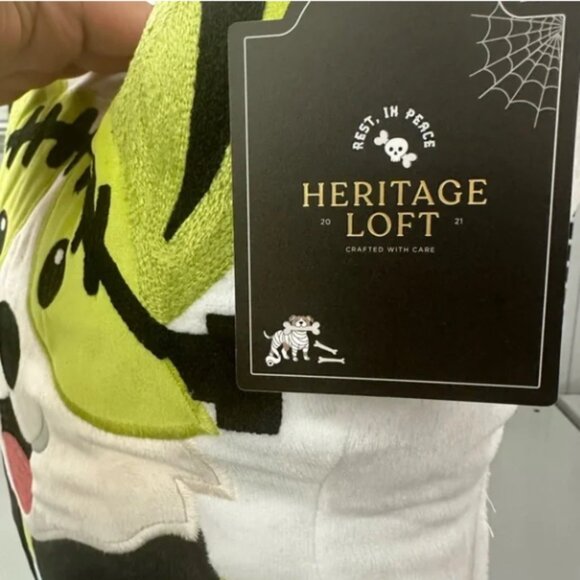 REST, IN PEACE
HERITAGE
20 LOFT 21
CRAFTED WITH CARE